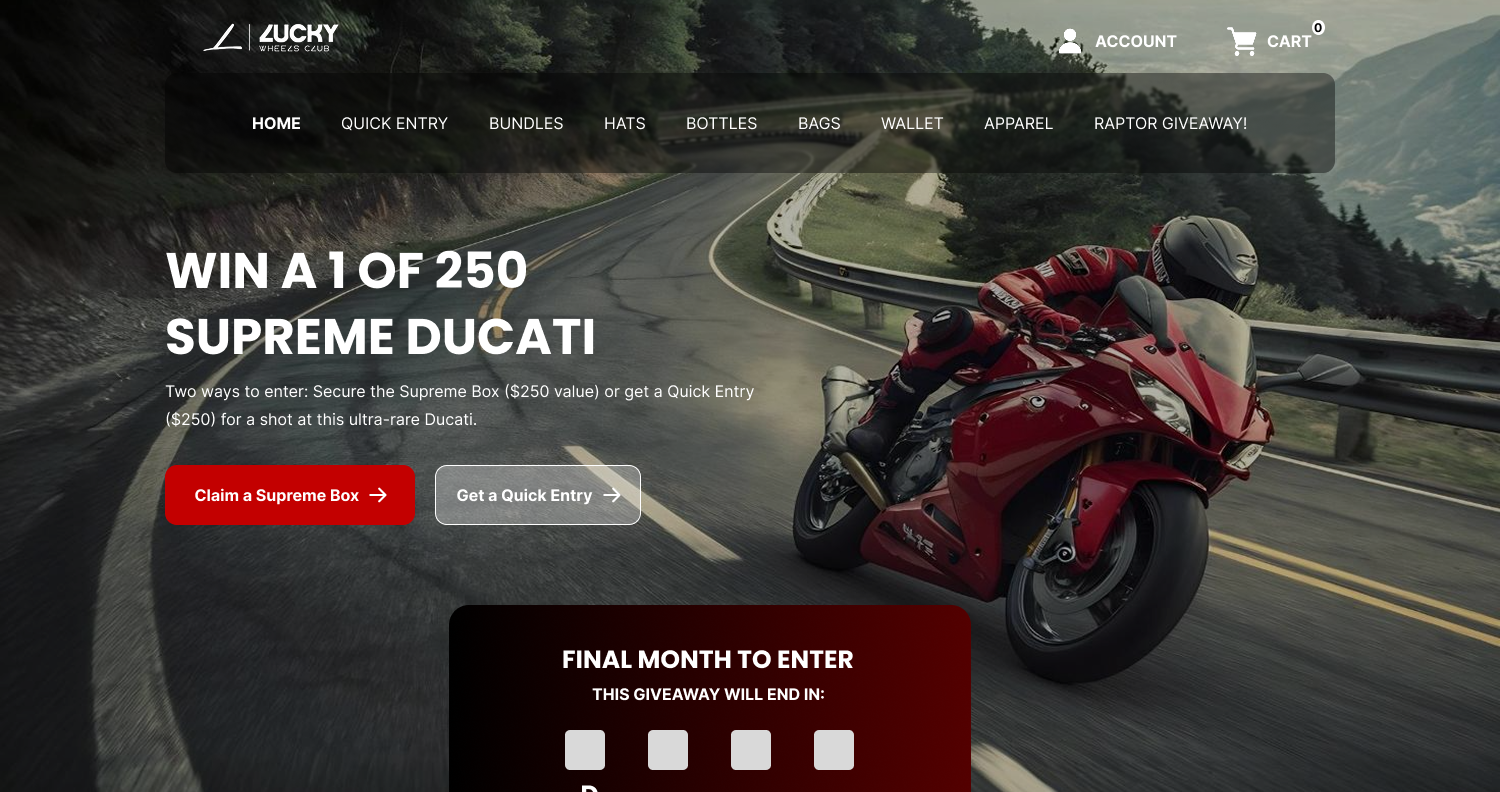 LUCKY
WHEELS CLUB
ACCOUNT
CART
0
HOME
QUICK ENTRY
BUNDLES
HATS
BOTTLES
BAGS
WALLET
APPAREL
RAPTOR GIVEAWAY!
WIN A 1 OF 250
SUPREME DUCATI
Two ways to enter: Secure the Supreme Box ($250 value) or get a Quick Entry
($250) for a shot at this ultra-rare Ducati.
Claim a Supreme Box
Get a Quick Entry
FINAL MONTH TO ENTER
THIS GIVEAWAY WILL END IN: